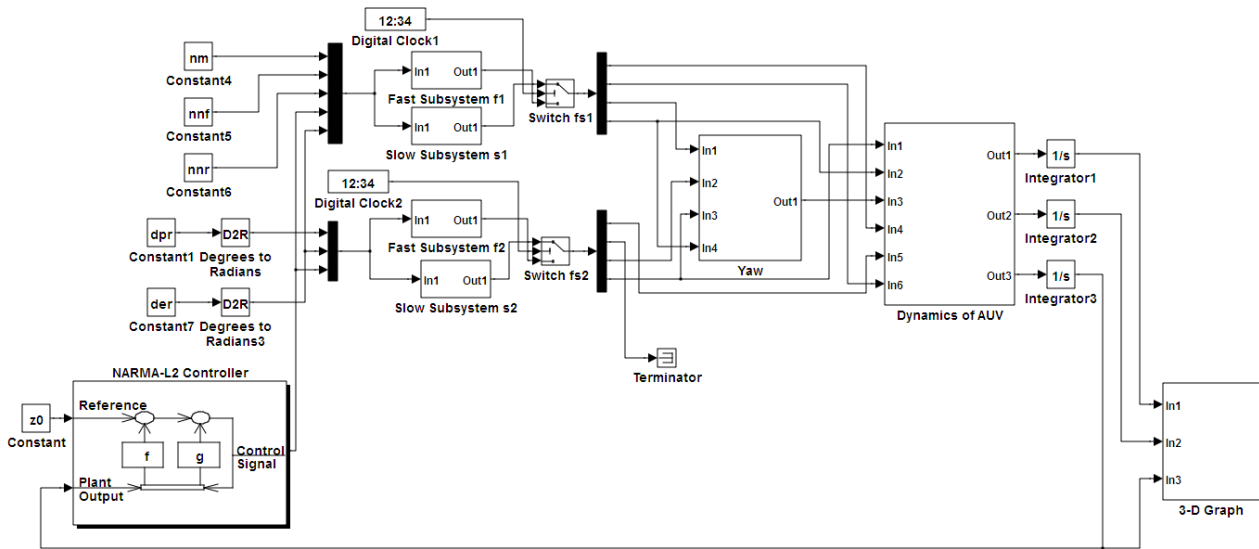 12:34
Digital Clock1
nm
Constant4
nnf
Constant5
nnr
Constant6
In1
Out1
Fast Subsystem f1
In1
Out1
Slow Subsystem s1
Switch fs1
12:34
Digital Clock2
dpr
Constant1
D2R
Degrees to
Radians
der
Constant7
D2R
Degrees to
Radians3
In1
Out1
Fast Subsystem f2
In1
Out1
Slow Subsystem s2
Switch fs2
In1
In2
In3
In4
Out1
Yaw
In1
In2
In3
In4
In5
In6
Out1
Out2
Out3
Dynamics of AUV
1/s
Integrator1
1/s
Integrator2
1/s
Integrator3
Terminator
NARMA-L2 Controller
z0
Constant
Reference
f
g
Control
Signal
Plant
Output
In1
In2
In3
3-D Graph